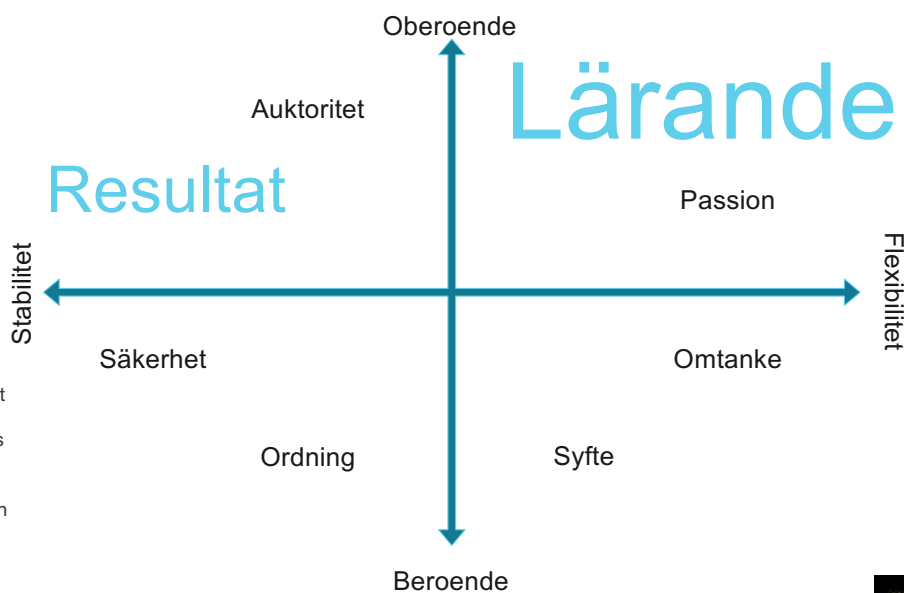 Oberoende
Lärande
Auktoritet
Resultat
Passion
Stabilitet
Flexibilitet
Säkerhet
Omtanke
t
s
Ordning
Syfte
n
Beroende